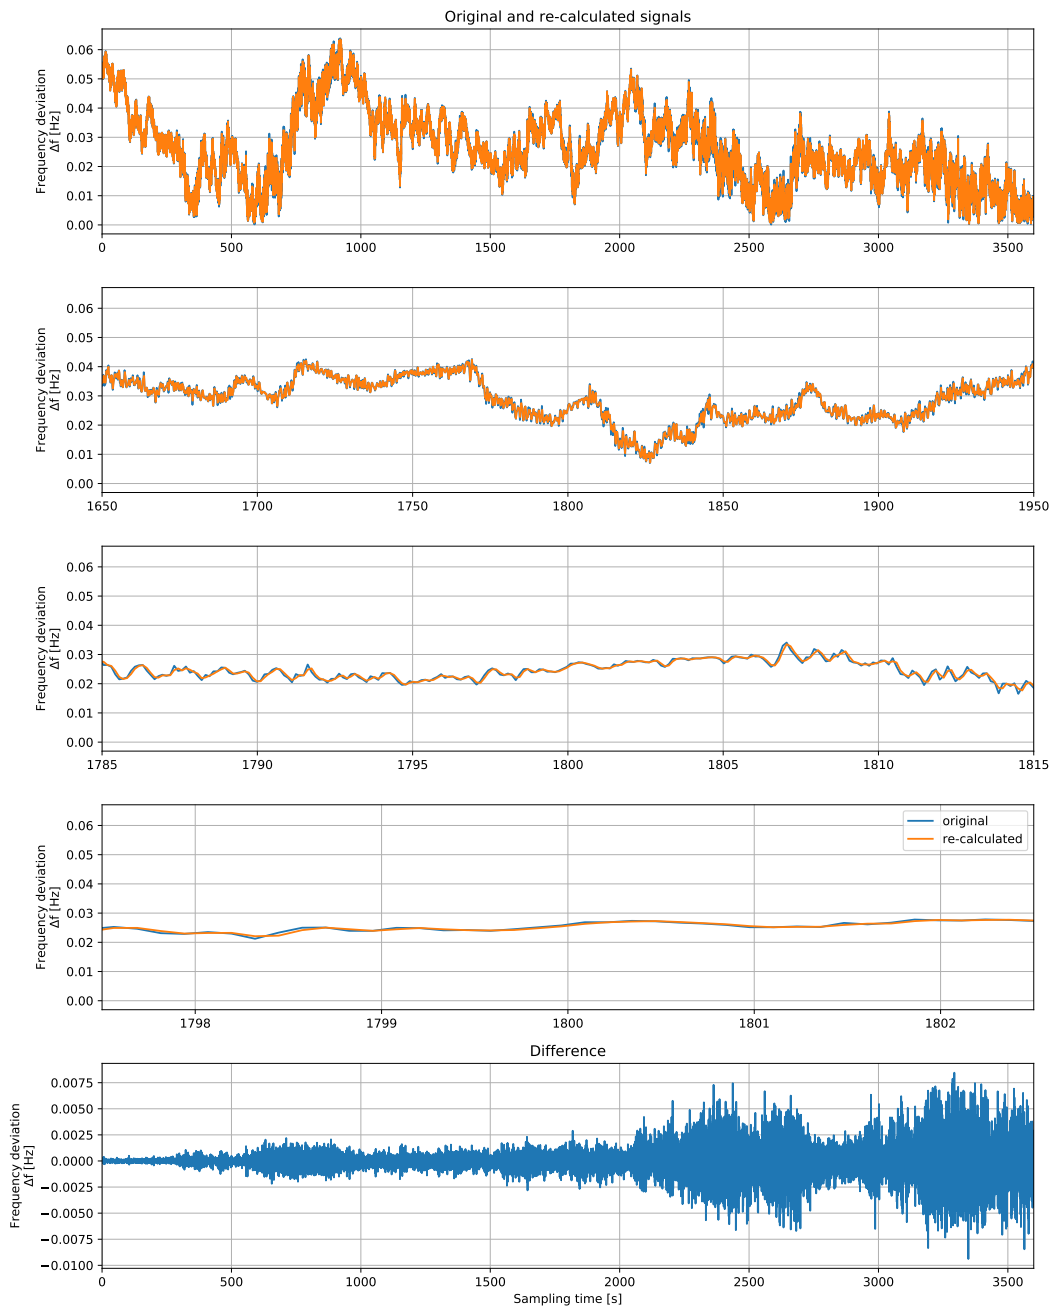 Original and re-calculated signals
Frequency deviation
Δf [Hz]
0.06
0.05
0.04
0.03
0.02
0.01
0.00
0 500 1000 1500 2000 2500 3000 3500
Frequency deviation
Δf [Hz]
0.06
0.05
0.04
0.03
0.02
0.01
0.00
1650 1700 1750 1800 1850 1900 1950
Frequency deviation
Δf [Hz]
0.06
0.05
0.04
0.03
0.02
0.01
0.00
1785 1790 1795 1800 1805 1810 1815
Frequency deviation
Δf [Hz]
0.06
0.05
0.04
0.03
0.02
0.01
0.00
original
re-calculated
1798 1799 1800 1801 1802
Difference
Frequency deviation
Δf [Hz]
0.0075
0.0050
0.0025
0.0000
−0.0025
−0.0050
−0.0075
−0.0100
0 500 1000 1500 2000 2500 3000 3500
Sampling time [s]